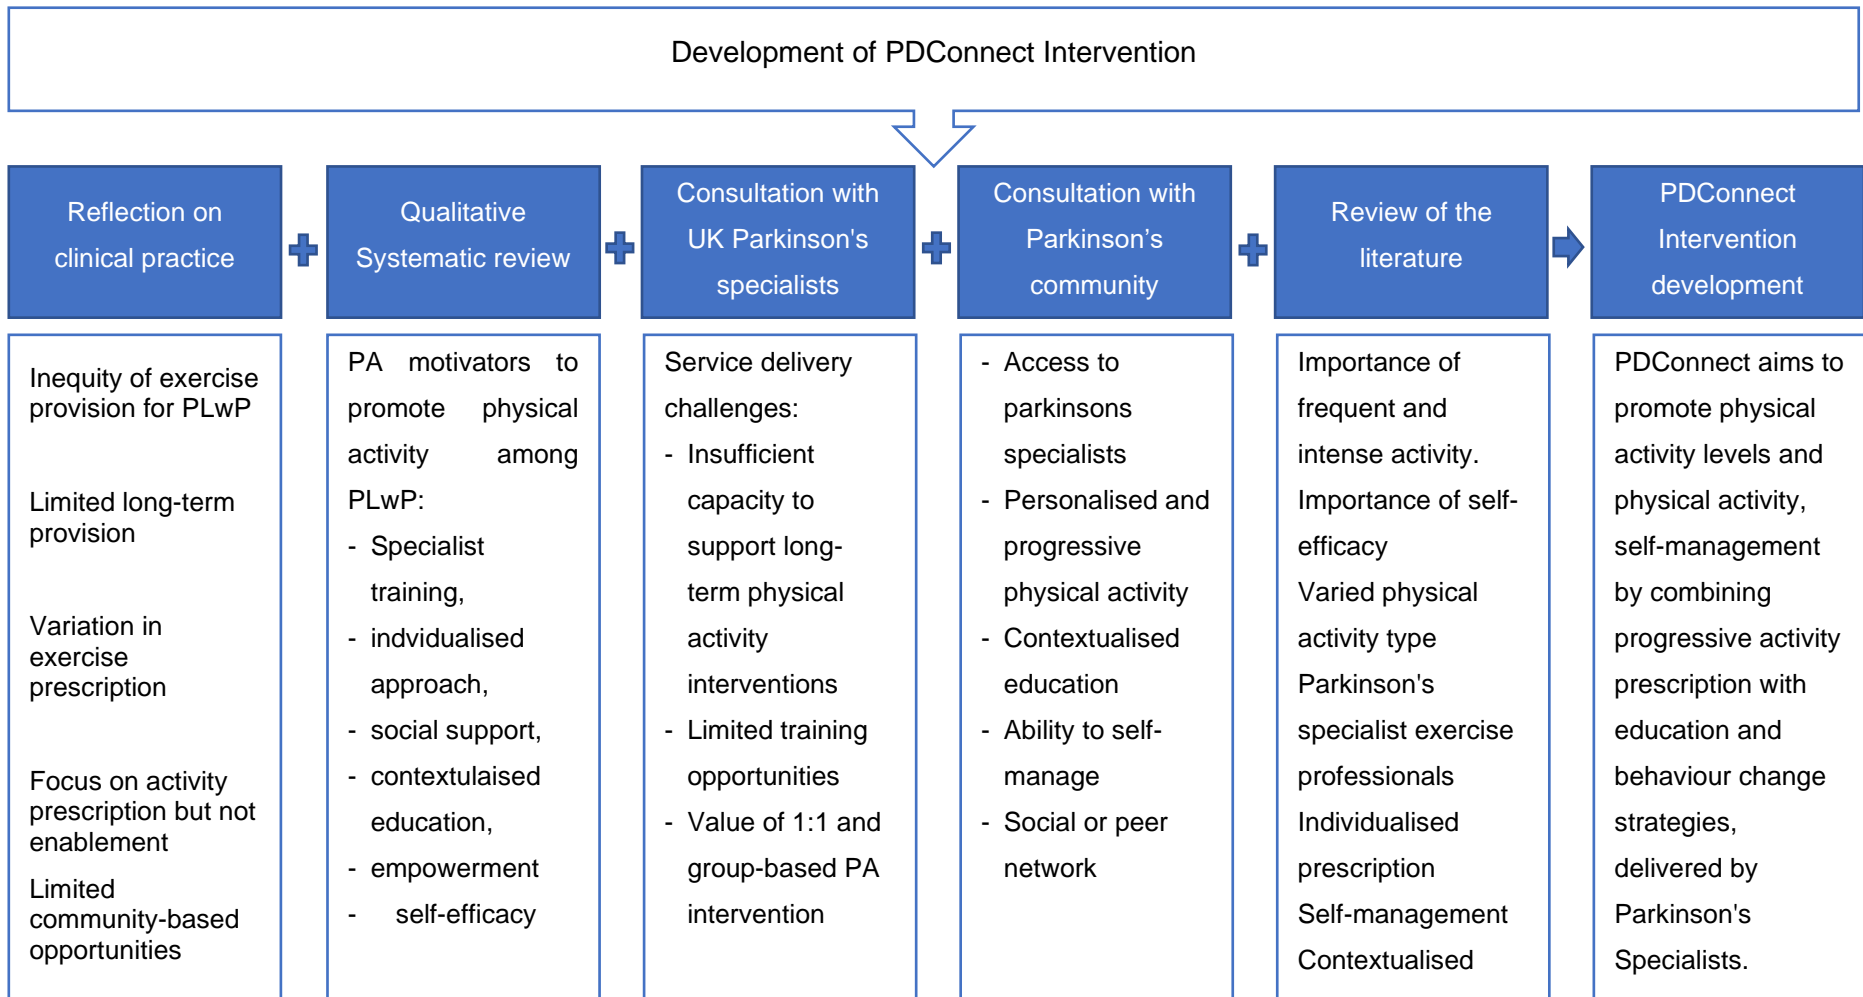 Development of PDConnect Intervention
Reflection on
clinical practice
Qualitative
Systematic review
Consultation with
UK Parkinson's
specialists
Consultation with
Parkinson’s
community
Review of the
literature
PDConnect
Intervention
development
Inequity of exercise
provision for PLwP
Limited long-term
provision
Variation in
exercise
prescription
Focus on activity
prescription but not
enablement
Limited
community-based
opportunities
PA motivators to
promote physical
activity among
PLwP:
- Specialist
training,
- indvidualised
approach,
- social support,
- contextulaised
education,
- empowerment
- self-efficacy
Service delivery
challenges:
- Insufficient
capacity to
support long-
term physical
activity
interventions
- Limited training
opportunities
- Value of 1:1 and
group-based PA
intervention
- Access to
parkinsons
specialists
- Personalised and
progressive
physical activity
- Contextualised
education
- Ability to self-
manage
- Social or peer
network
Importance of
frequent and
intense activity.
Importance of self-
efficacy
Varied physical
activity type
Parkinson's
specialist exercise
professionals
Individualised
prescription
Self-management
Contextualised
PDConnect aims to
promote physical
activity levels and
physical activity,
self-management
by combining
progressive activity
prescription with
education and
behaviour change
strategies,
delivered by
Parkinson's
Specialists.